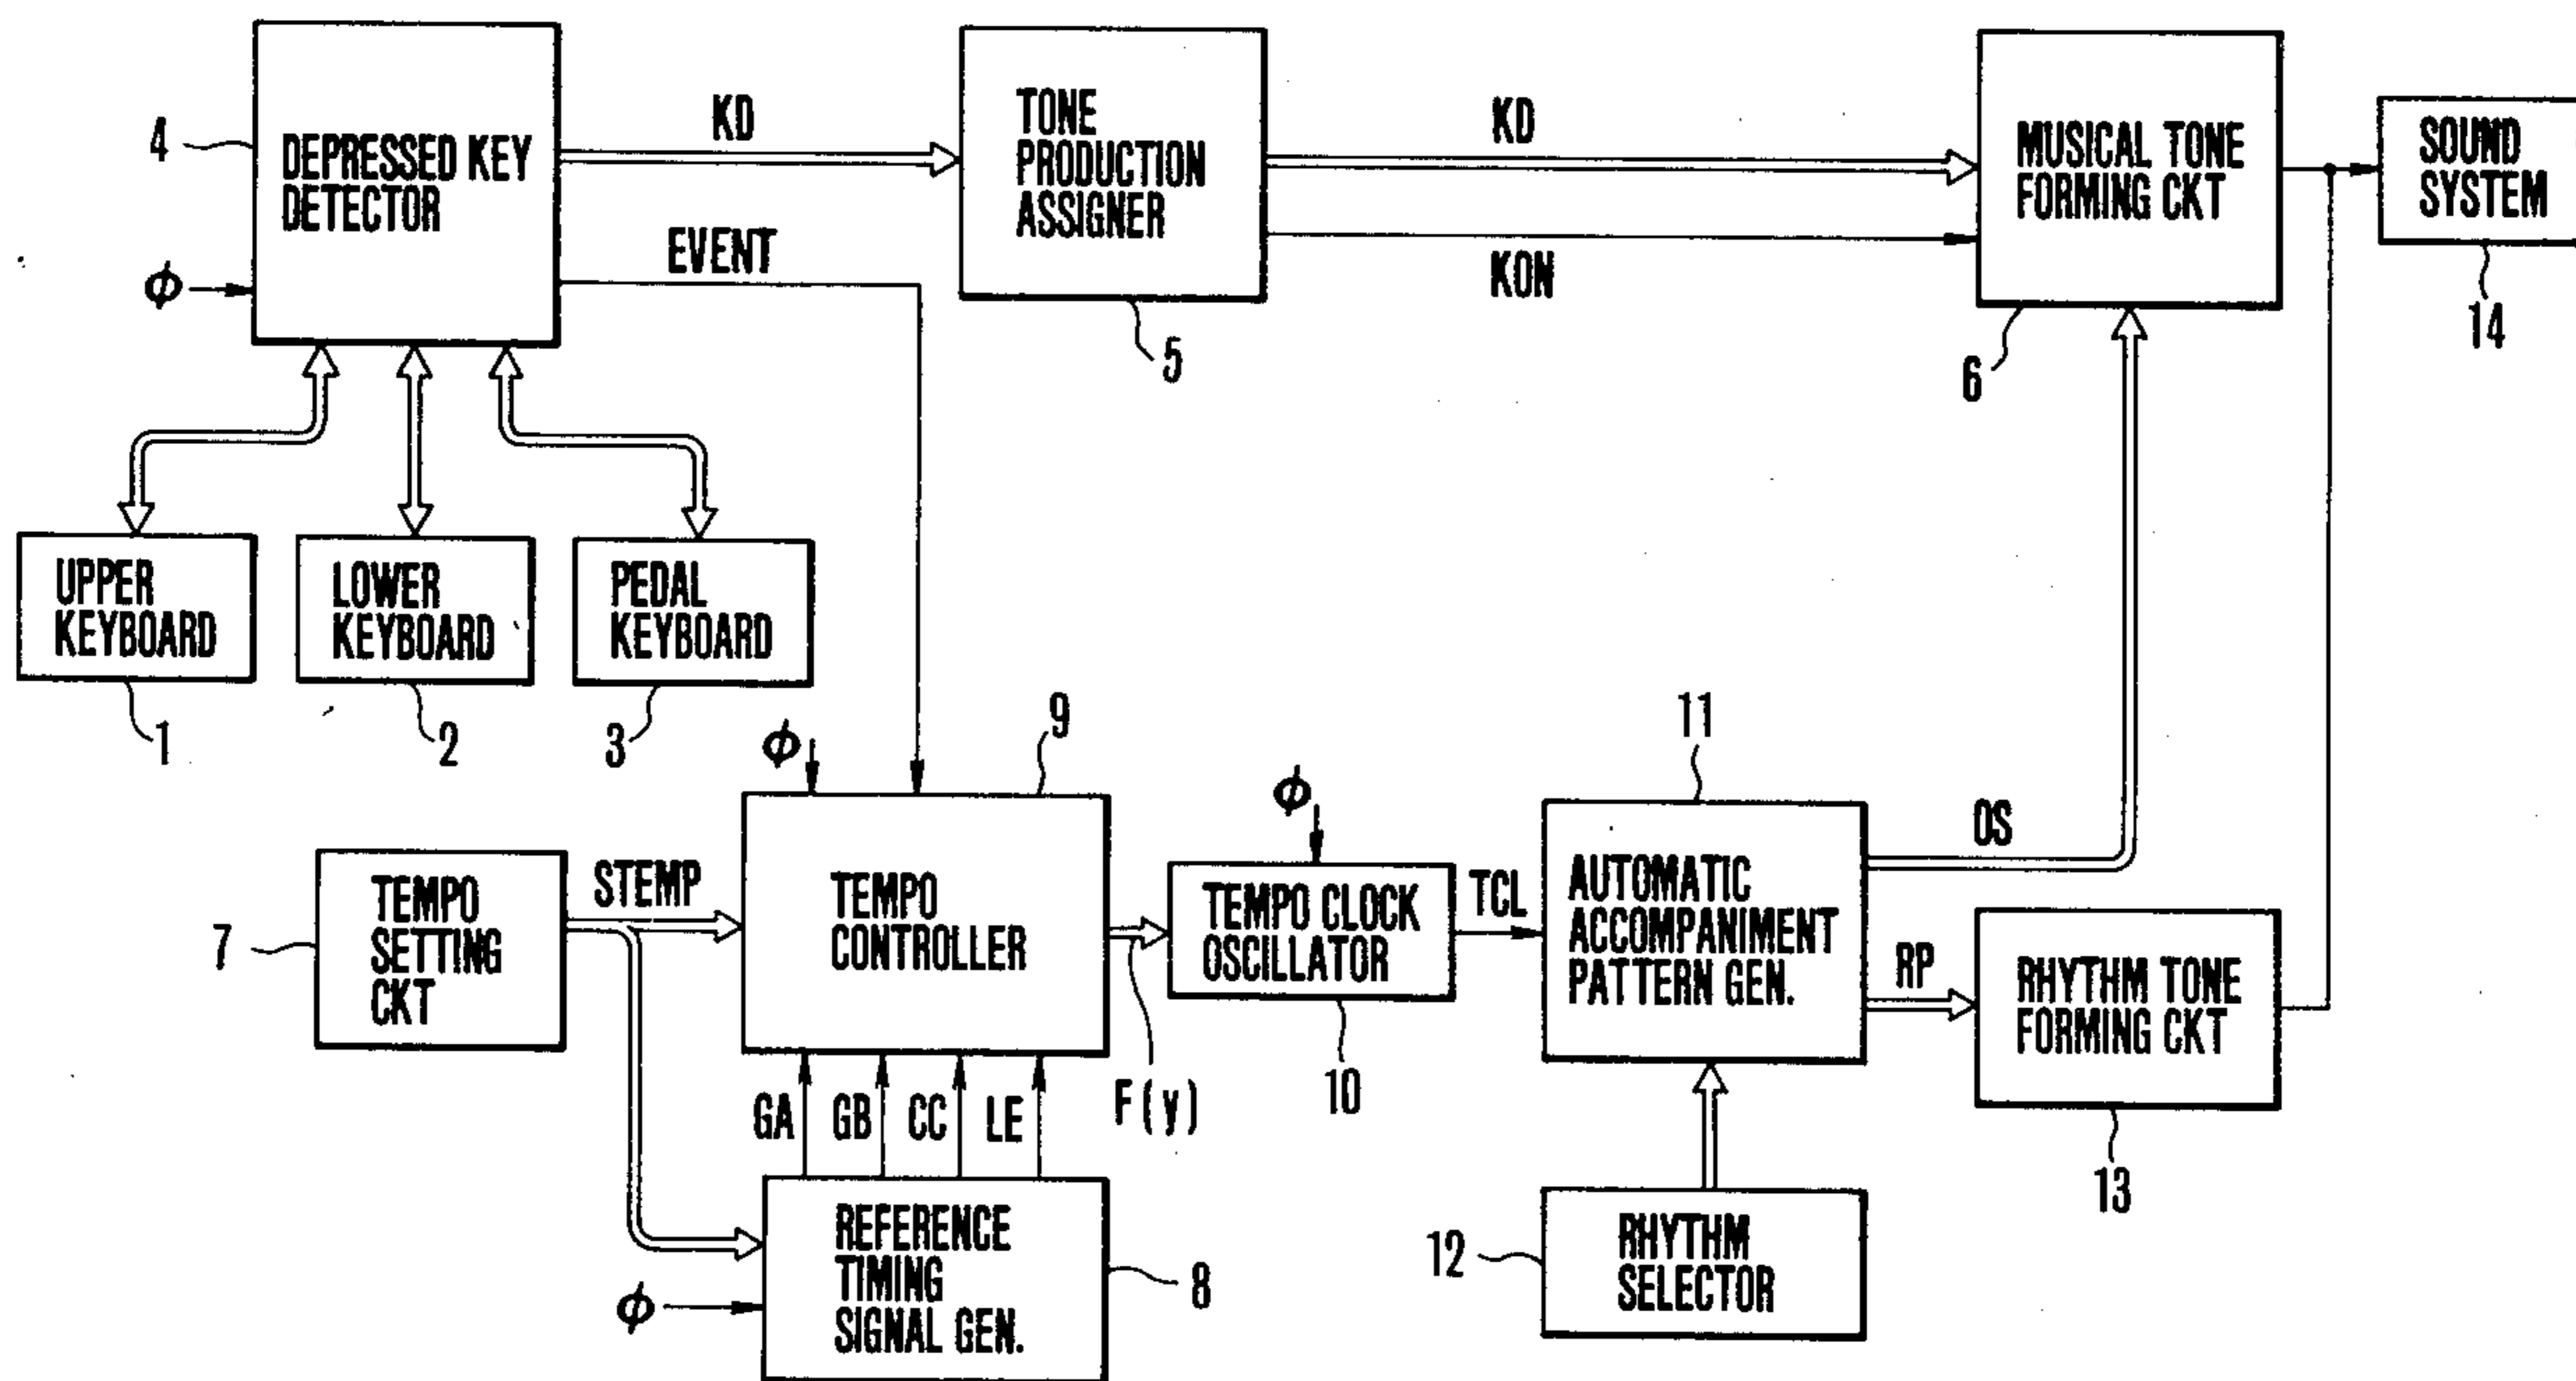 4
DEPRESSED KEY
DETECTOR
ϕ
KD
EVENT
TONE
PRODUCTION
ASSIGNER
5
KD
KON
MUSICAL TONE
FORMING CKT
6
SOUND
SYSTEM
14
UPPER
KEYBOARD
1
LOWER
KEYBOARD
2
PEDAL
KEYBOARD
3
7
TEMPO
SETTING
CKT
STEMP
ϕ
9
TEMPO
CONTROLLER
GA
GB
CC
LE
F(y)
ϕ
REFERENCE
TIMING
SIGNAL GEN.
8
ϕ
TEMPO CLOCK
OSCILLATOR
10
TCL
11
AUTOMATIC
ACCOMPANIMENT
PATTERN GEN.
OS
RP
12
RHYTHM
SELECTOR
RHYTHM TONE
FORMING CKT
13